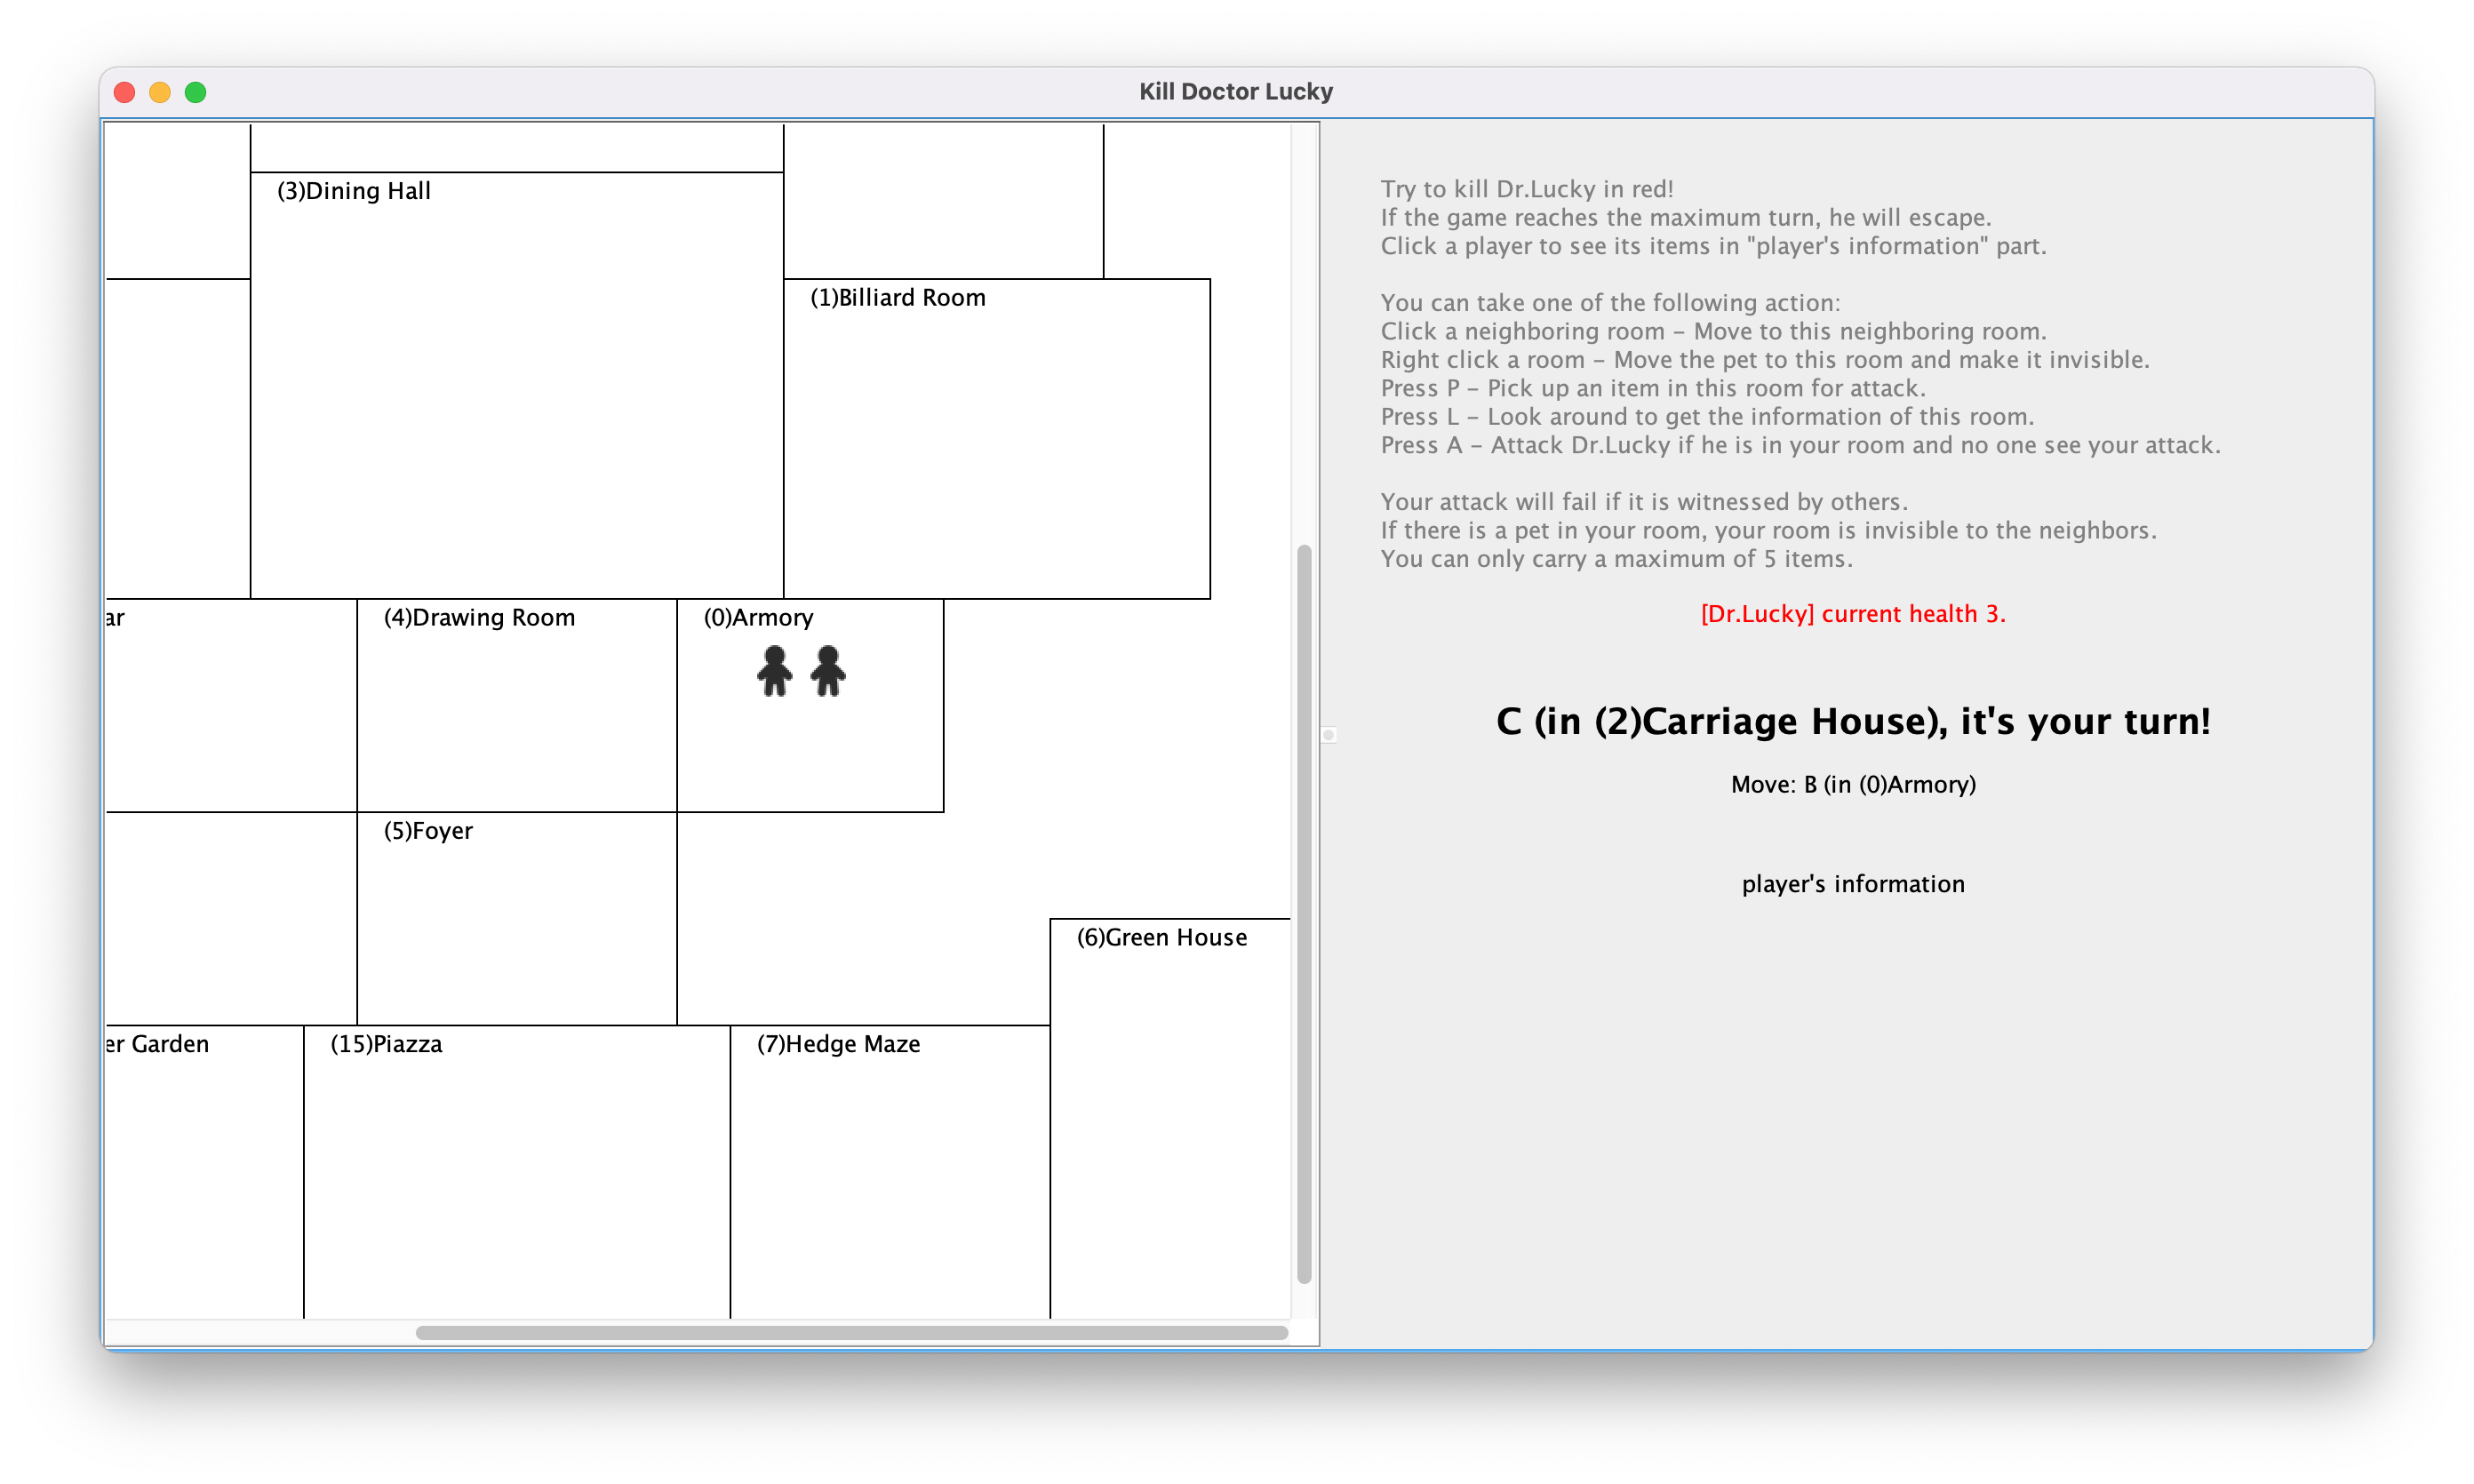 Kill Doctor Lucky
(3)Dining Hall
(1)Billiard Room
ar
(4)Drawing Room
(0)Armory
(5)Foyer
(6)Green House
er Garden
(15)Piazza
(7)Hedge Maze
Try to kill Dr.Lucky in red!
If the game reaches the maximum turn, he will escape.
Click a player to see its items in "player's information" part.
You can take one of the following action:
Click a neighboring room - Move to this neighboring room.
Right click a room - Move the pet to this room and make it invisible.
Press P - Pick up an item in this room for attack.
Press L - Look around to get the information of this room.
Press A - Attack Dr.Lucky if he is in your room and no one see your attack.
Your attack will fail if it is witnessed by others.
If there is a pet in your room, your room is invisible to the neighbors.
You can only carry a maximum of 5 items.
[Dr.Lucky] current health 3.
C (in (2)Carriage House), it's your turn!
Move: B (in (0)Armory)
player's information